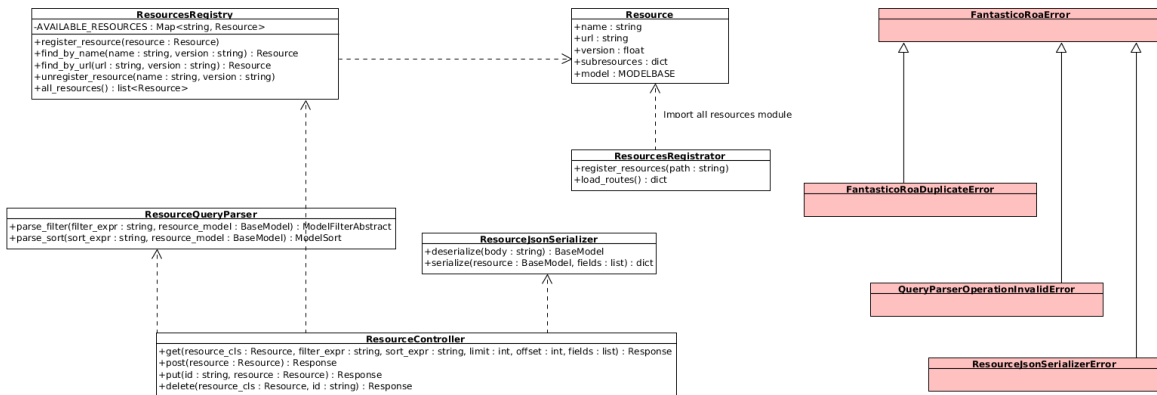 ResourcesRegistry
-AVAILABLE_RESOURCES : Map<string, Resource>
+register_resource(resource : Resource)
+find_by_name(name : string, version : string) : Resource
+find_by_url(url : string, version : string) : Resource
+unregister_resource(name : string, version : string)
+all_resources() : list<Resource>
Resource
+name : string
+url : string
+version : float
+subresources : dict
+model : MODELBASE
Import all resources module
ResourcesRegistrator
+register_resources(path : string)
+load_routes() : dict
FantasticoRoaError
FantasticoRoaDuplicateError
QueryParserOperationInvalidError
ResourceJsonSerializerError
ResourceQueryParser
+parse_filter(filter_expr : string, resource_model : BaseModel) : ModelFilterAbstract
+parse_sort(sort_expr : string, resource_model : BaseModel) : ModelSort
ResourceJsonSerializer
+deserialize(body : string) : BaseModel
+serialize(resource : BaseModel, fields : list) : dict
ResourceController
+get(resource_cls : Resource, filter_expr : string, sort_expr : string, limit : int, offset : int, fields : list) : Response
+post(resource : Resource) : Response
+put(id : string, resource : Resource) : Response
+delete(resource_cls : Resource, id : string) : Response